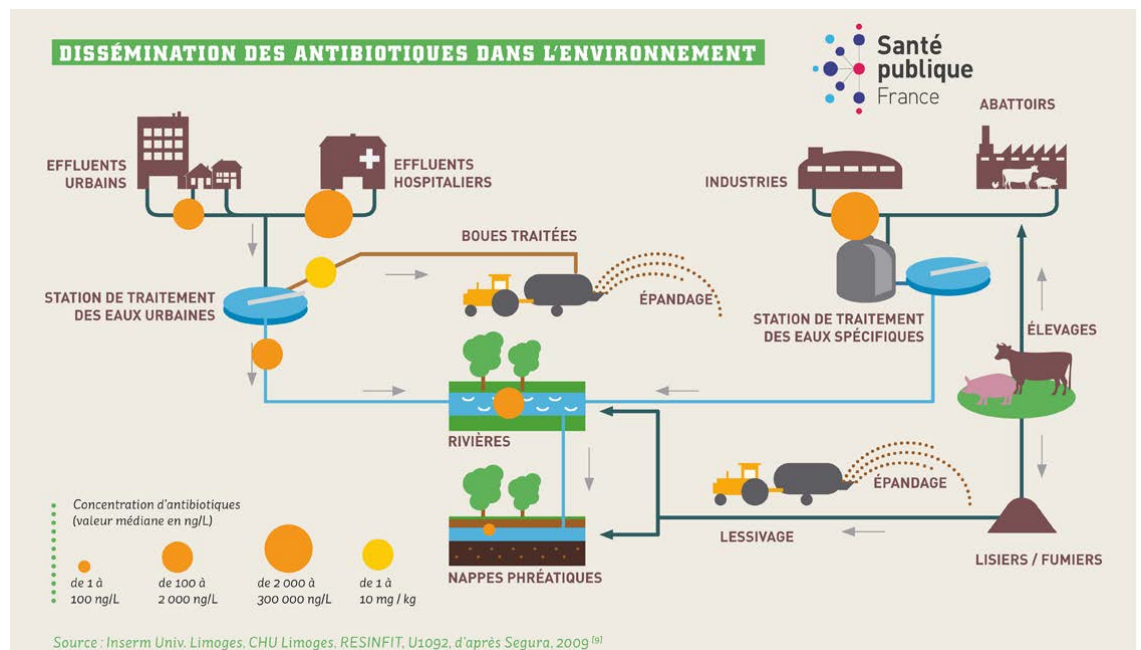 DISSÉMINATION DES ANTIBIOTIQUES DANS L'ENVIRONNEMENT
Santé
publique
France
ABATTOIRS
EFFLUENTS
URBAINS
EFFLUENTS
HOSPITALIERS
INDUSTRIES
BOUES TRAITÉES
STATION DE TRAITEMENT
DES EAUX URBAINES
ÉPANDAGE
STATION DE TRAITEMENT
DES EAUX SPÉCIFIQUES
ÉLEVAGES
RIVIÈRES
ÉPANDAGE
LESSIVAGE
LISIERS / FUMIERS
NAPPES PHRÉATIQUES
Concentration d'antibiotiques
(valeur médiane en ng/L)
de 1 à
100 ng/L
de 100 à
2 000 ng/L
de 2 000 à
300 000 ng/L
de 1 à
10 mg / kg
Source : Inserm Univ. Limoges, CHU Limoges, RESINFIT, U1092, d'après Segura, 2009 [9]